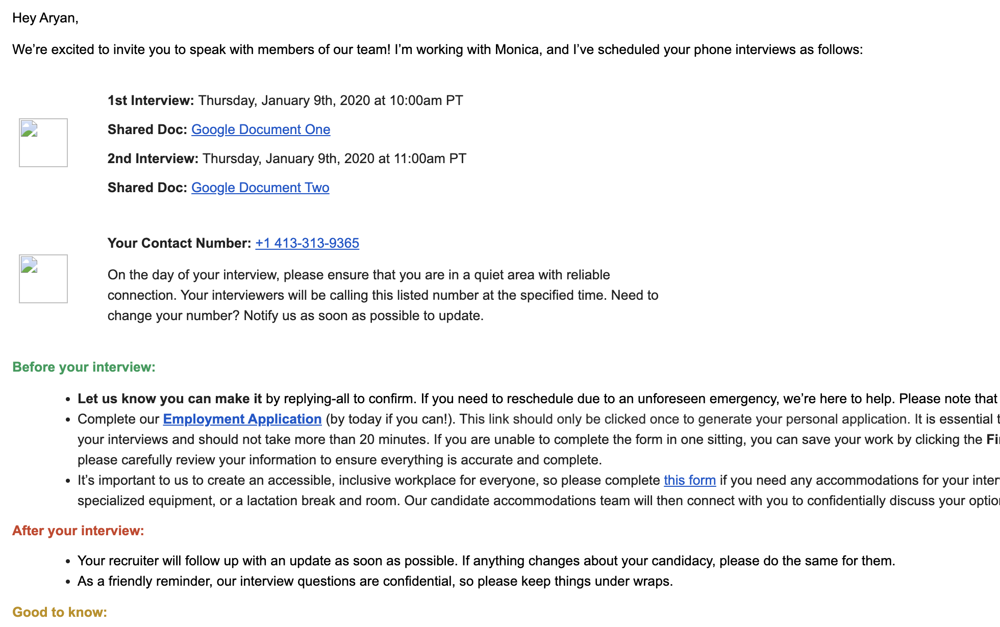 Hey Aryan,
We’re excited to invite you to speak with members of our team! I’m working with Monica, and I’ve scheduled your phone interviews as follows:
1st Interview: Thursday, January 9th, 2020 at 10:00am PT
Shared Doc: Google Document One
2nd Interview: Thursday, January 9th, 2020 at 11:00am PT
Shared Doc: Google Document Two
Your Contact Number: +1 413-313-9365
On the day of your interview, please ensure that you are in a quiet area with reliable
connection. Your interviewers will be calling this listed number at the specified time. Need to
change your number? Notify us as soon as possible to update.
Before your interview:
• Let us know you can make it by replying-all to confirm. If you need to reschedule due to an unforeseen emergency, we’re here to help. Please note that
• Complete our Employment Application (by today if you can!). This link should only be clicked once to generate your personal application. It is essential
your interviews and should not take more than 20 minutes. If you are unable to complete the form in one sitting, you can save your work by clicking the
please carefully review your information to ensure everything is accurate and complete.
• It’s important to us to create an accessible, inclusive workplace for everyone, so please complete this form if you need any accommodations for your
specialized equipment, or a lactation break and room. Our candidate accommodations team will then connect with you to confidentially discuss your
After your interview:
• Your recruiter will follow up with an update as soon as possible. If anything changes about your candidacy, please do the same for them.
• As a friendly reminder, our interview questions are confidential, so please keep things under wraps.
Good to know: